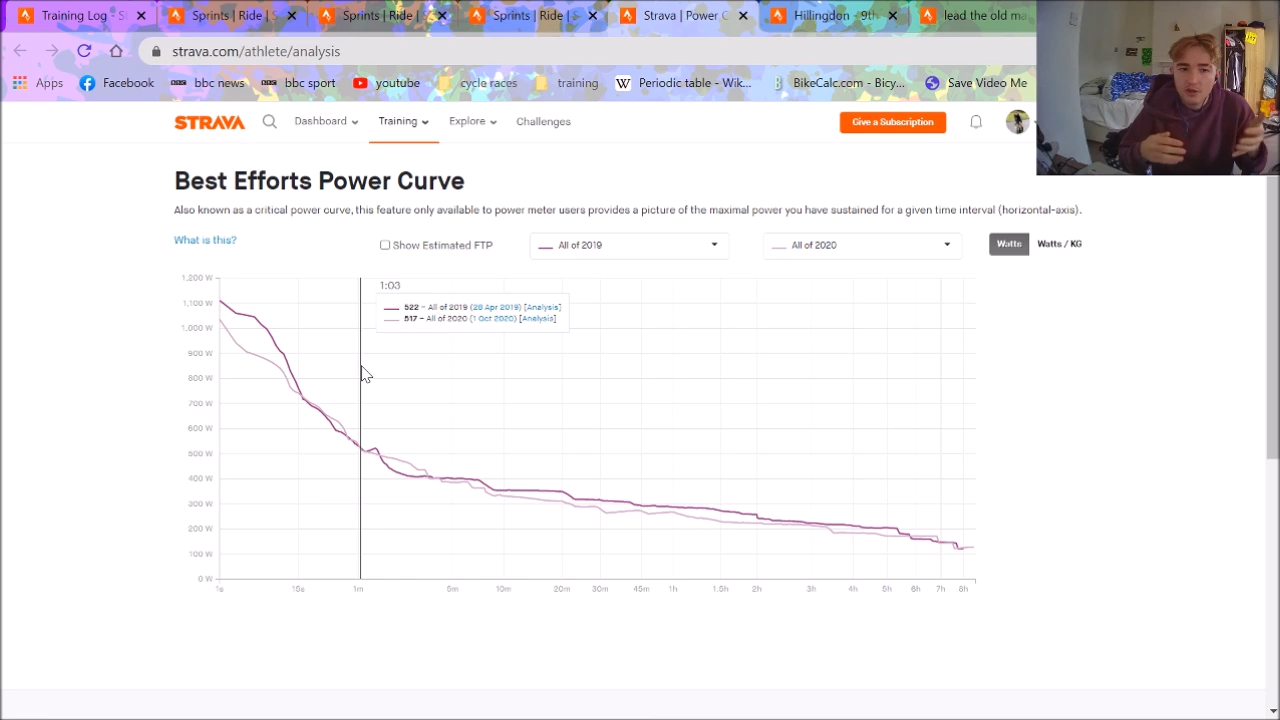 Training Log - S
Sprints | Ride | S
Sprints | Ride | S
Sprints | Ride | S
Strava | Power C
Hillingdon - 9th
lead the old ma
strava.com/athlete/analysis
Apps
Facebook
BBC
bbc news
BBC
bbc sport
youtube
cycle races
training
W
Periodic table - Wik...
BikeCalc.com - Bicy...
Save Video Me
STRAVA
Dashboard
Training
Explore
Challenges
Give a Subscription
Best Efforts Power Curve
Also known as a critical power curve, this feature only available to power meter users provides a picture of the maximal power you have sustained for a given time interval (horizontal-axis).
What is this?
Show Estimated FTP
All of 2019
All of 2020
Watts
Watts / KG
1:03
522 – All of 2019 (28 Apr 2019) [Analysis]
517 – All of 2020 (1 Oct 2020) [Analysis]
1,200 W
1,100 W
1,000 W
900 W
800 W
700 W
600 W
500 W
400 W
300 W
200 W
100 W
0 W
1s
15s
1m
5m
10m
20m
30m
45m
1h
1.5h
2h
3h
4h
5h
6h
7h
8h